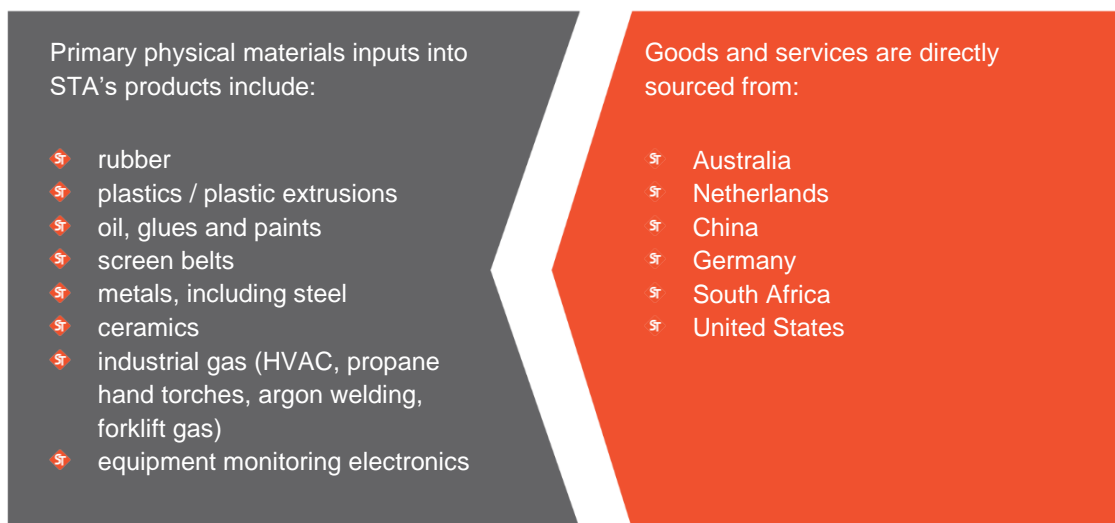 Primary physical materials inputs into
STA’s products include:
rubber
plastics / plastic extrusions
oil, glues and paints
screen belts
metals, including steel
ceramics
industrial gas (HVAC, propane
hand torches, argon welding,
forklift gas)
equipment monitoring electronics
Goods and services are directly
sourced from:
Australia
Netherlands
China
Germany
South Africa
United States